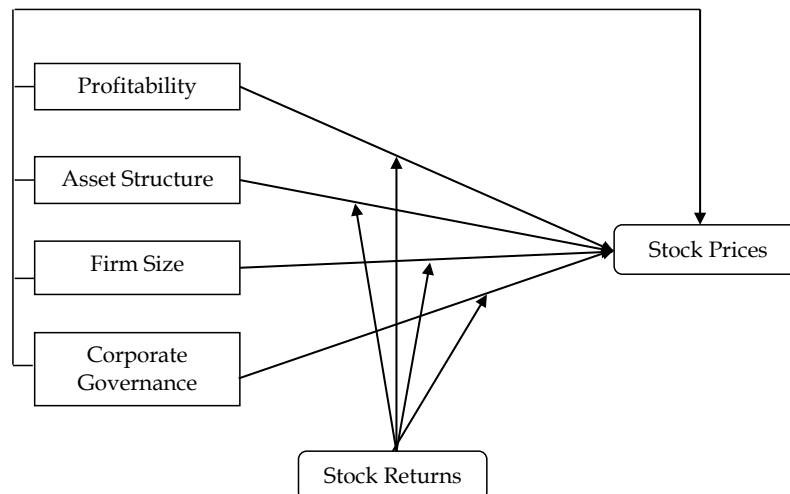 Profitability
Asset Structure
Stock Prices
Firm Size
Corporate
Governance
Stock Returns